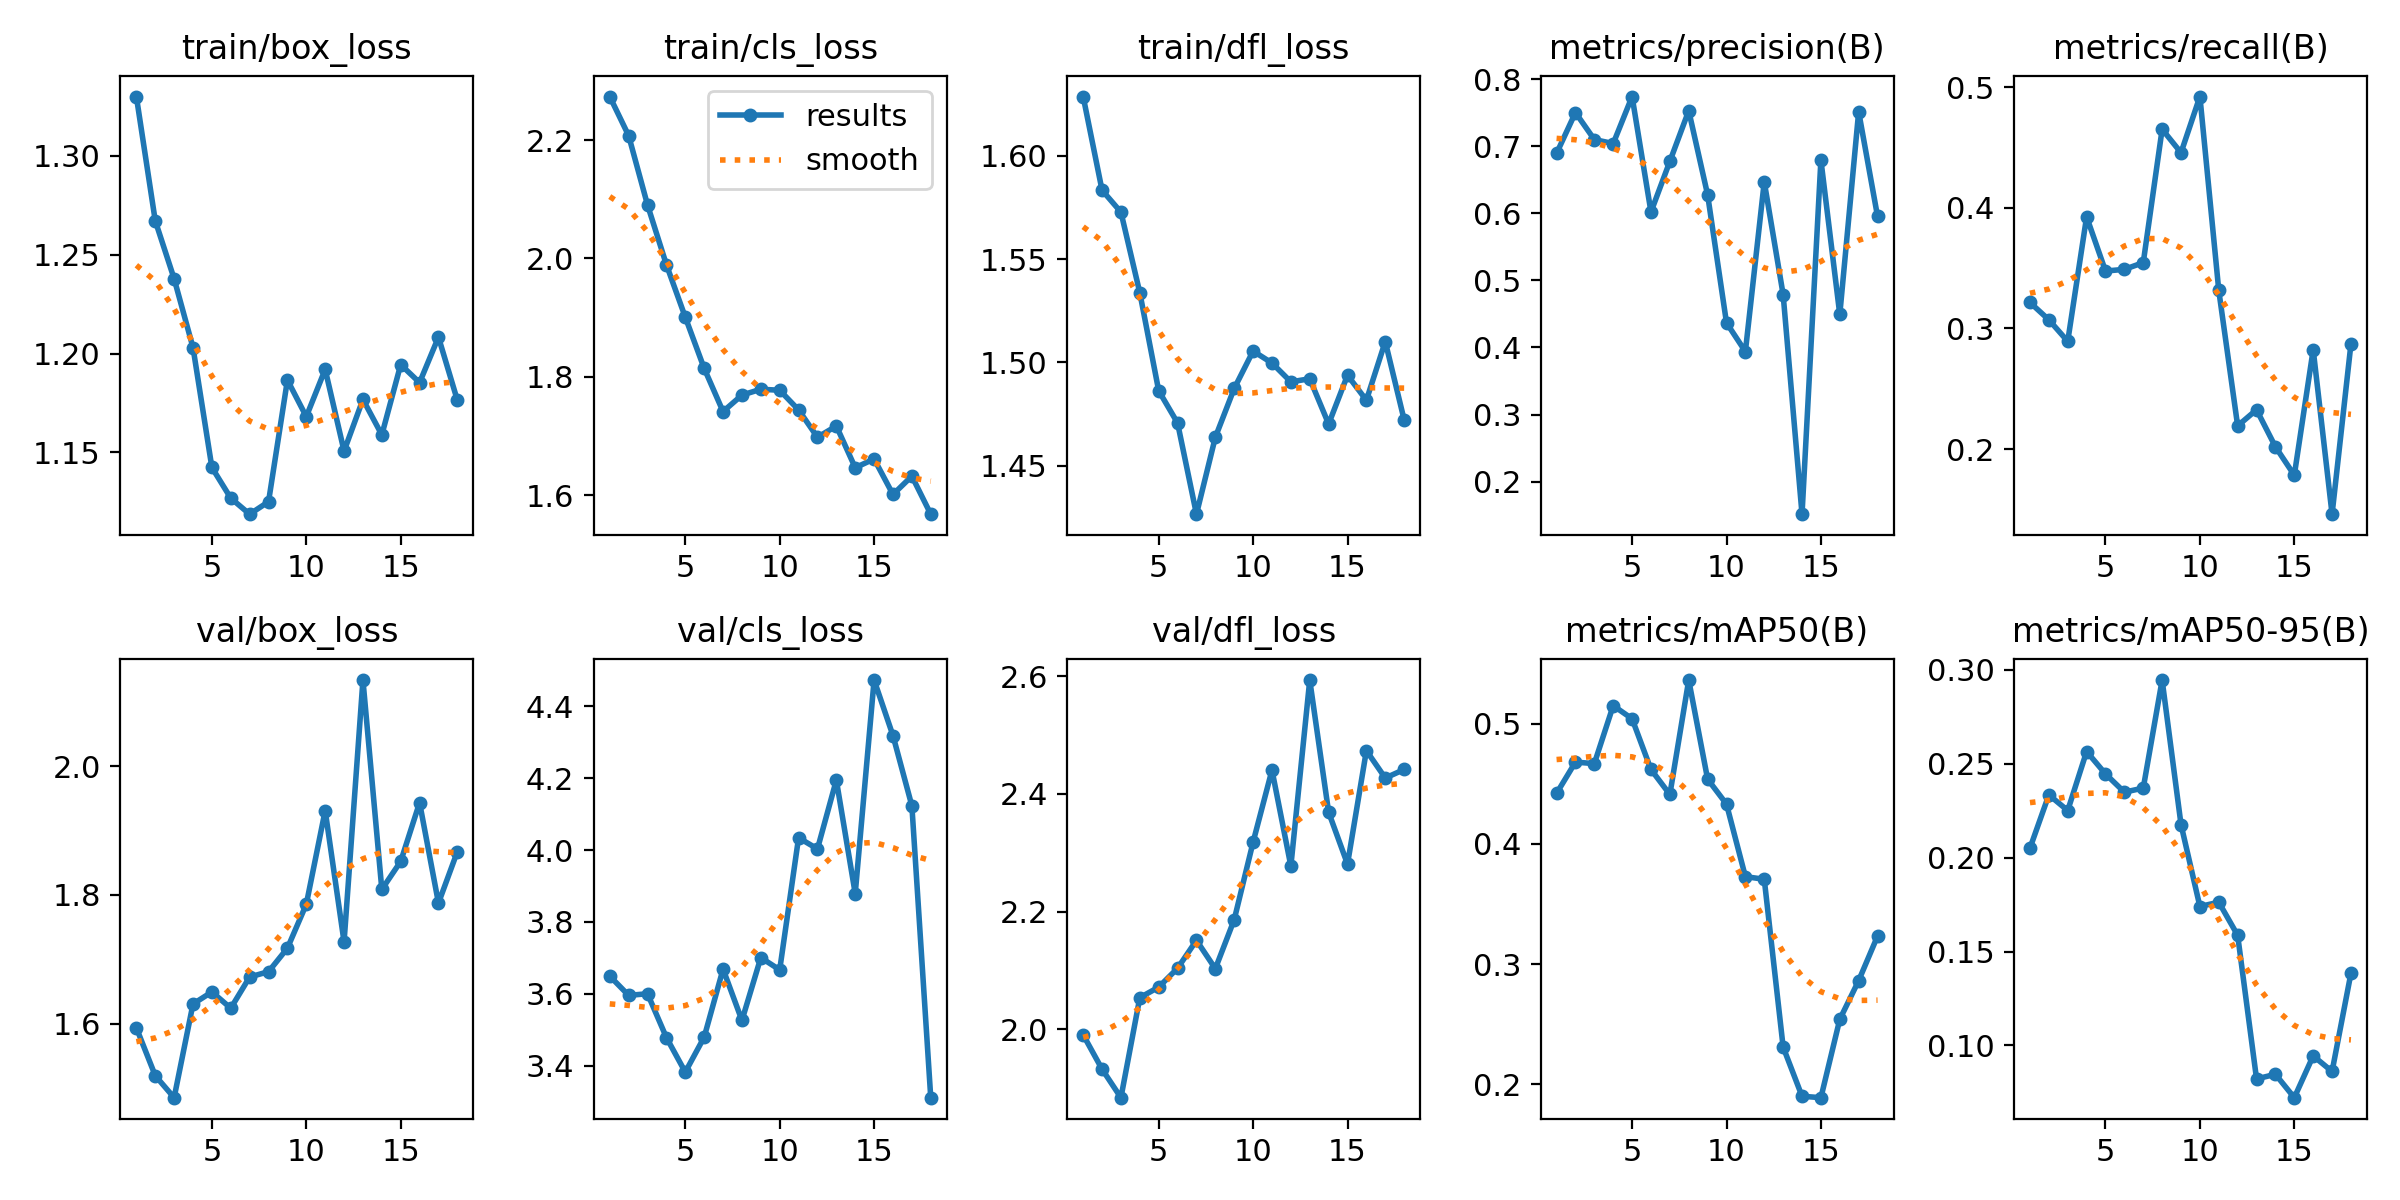 train/box_loss
1.30
1.25
1.20
1.15
5 10 15
train/cls_loss
results
smooth
2.2
2.0
1.8
1.6
5 10 15
train/dfl_loss
1.60
1.55
1.50
1.45
5 10 15
metrics/precision(B)
0.8
0.7
0.6
0.5
0.4
0.3
0.2
5 10 15
metrics/recall(B)
0.5
0.4
0.3
0.2
5 10 15
val/box_loss
2.0
1.8
1.6
5 10 15
val/cls_loss
4.4
4.2
4.0
3.8
3.6
3.4
5 10 15
val/dfl_loss
2.6
2.4
2.2
2.0
5 10 15
metrics/mAP50(B)
0.5
0.4
0.3
0.2
5 10 15
metrics/mAP50-95(B)
0.30
0.25
0.20
0.15
0.10
5 10 15